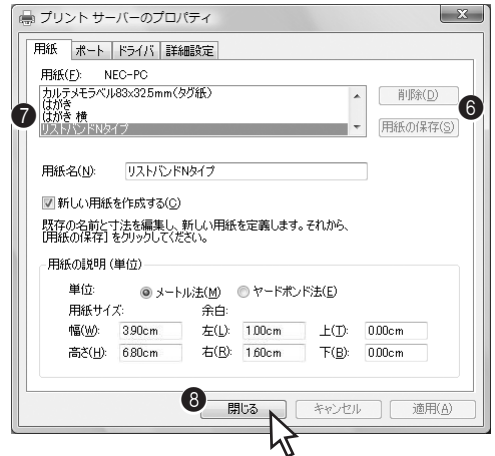 プリント サーバーのプロパティ
用紙 ポート ドライバ 詳細設定
用紙(F): NEC-PC
カルテメモラベル83x325mm(タグ紙)
はがき
はがき 横
リストバンドNタイプ
削除(D)
用紙の保存(S)
❻
❼
用紙名(N): リストバンドNタイプ
新しい用紙を作成する(C)
既存の名前と寸法を編集し、新しい用紙を定義します。それから、
[用紙の保存] をクリックしてください。
用紙の説明 (単位)
単位: メートル法(M) ヤードポンド法(E)
用紙サイズ: 余白:
幅(W): 3.90cm 左(L): 1.00cm 上(T): 0.00cm
高さ(H): 6.80cm 右(R): 1.60cm 下(B): 0.00cm
❽
閉じる キャンセル 適用(A)